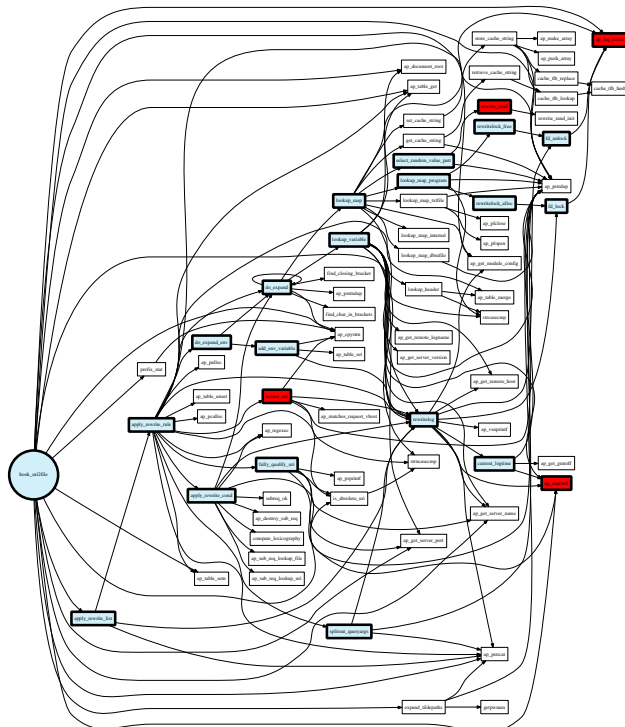 store_cache_string
ap_make_array
ap_push_array
retrieve_cache_string
cache_tlb_replace
cache_tlb_hash
cache_tlb_lookup
ap_document_root
ap_table_get
set_cache_string
rewrite_rand_init
get_cache_string
rewritelock_free
fd_unlock
select_random_value_part
lookup_map_program
ap_pstrdup
lookup_map
lookup_map_txtfile
rewritelock_alloc
fd_lock
ap_pfclose
ap_pfopen
lookup_variable
lookup_map_internal
lookup_map_dbmfile
ap_get_module_config
find_closing_bracket
do_expand
ap_pstrndup
lookup_header
ap_table_merge
find_char_in_brackets
strncasecmp
ap_cpystrn
ap_get_remote_logname
do_expand_env
add_env_variable
ap_table_set
ap_get_server_version
ap_palloc
prefix_stat
ap_get_remote_host
ap_table_unset
ap_pcalloc
ap_matches_request_vhost
apply_rewrite_rule
rewritelog
ap_vsnprintf
ap_regexec
strcasecmp
hook_uri2file
fully_qualify_uri
current_logtime
ap_get_gmtoff
ap_psprintf
apply_rewrite_cond
subreq_ok
is_absolute_uri
ap_destroy_sub_req
ap_get_server_name
compare_lexicography
ap_get_server_port
ap_sub_req_lookup_file
ap_table_setn
ap_sub_req_lookup_uri
apply_rewrite_list
splitout_queryargs
ap_pstrcat
expand_tildepaths
getpwnam